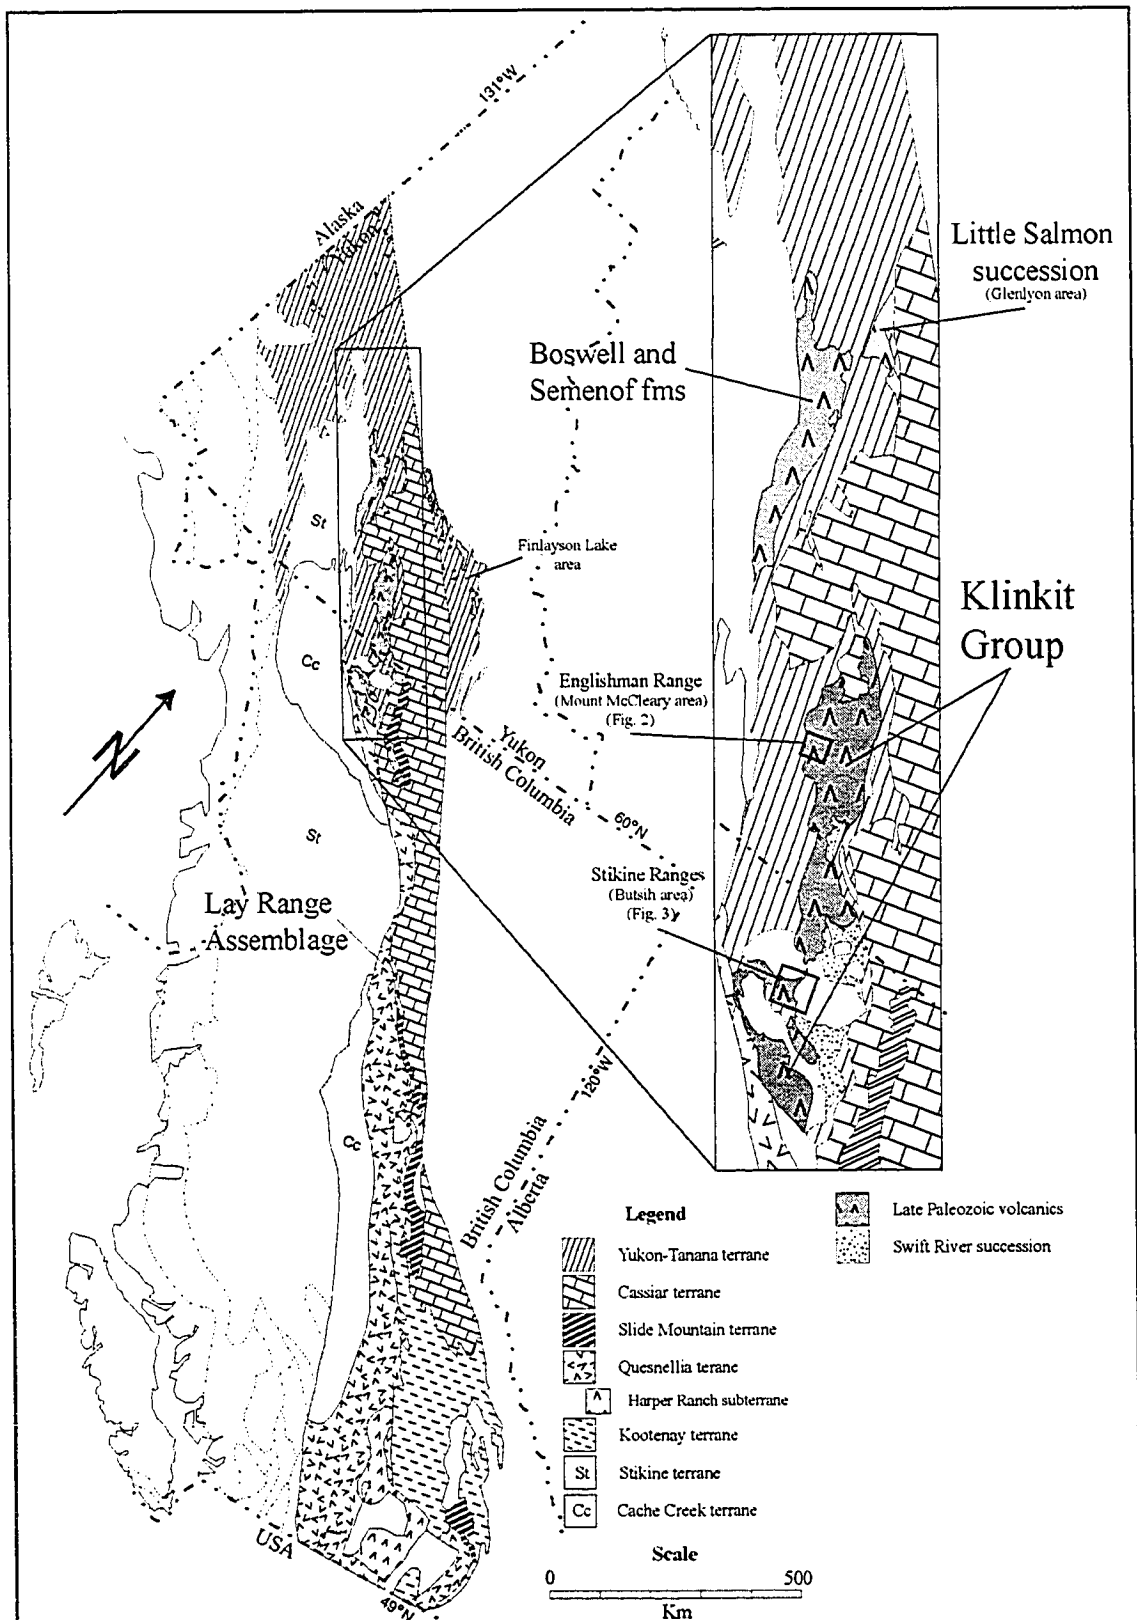 131°W
Alaska
Yukon
Little Salmon
succession
(Glenlyon area)
Boswell and
Semenof fms
St
Finlayson Lake
area
Klinkit
Group
Cc
Englishman Range
(Mount McCleary area)
(Fig. 2)
Yukon
British Columbia
N
60°N
St
Stikine Ranges
(Butsih area)
(Fig. 3)
Lay Range
Assemblage
120°W
Cc
British Columbia
Alberta
Legend
Late Paleozoic volcanics
Swift River succession
Yukon-Tanana terrane
Cassiar terrane
Slide Mountain terrane
Quesnellia terane
Harper Ranch subterrane
Kootenay terrane
St Stikine terrane
Cc Cache Creek terrane
USA
49°N
Scale
0 500
Km